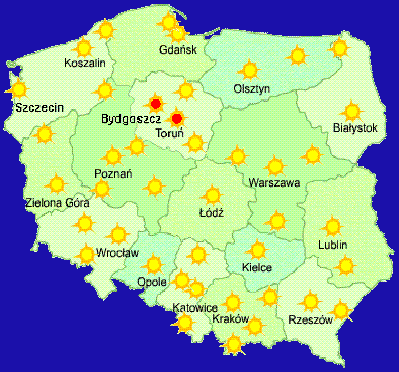 Gdańsk
Koszalin
Olsztyn
Szczecin
Bydgoszcz
Toruń
Białystok
Poznań
Warszawa
Zielona Góra
Łódź
Lublin
Wrocław
Kielce
Opole
Katowice
Kraków
Rzeszów